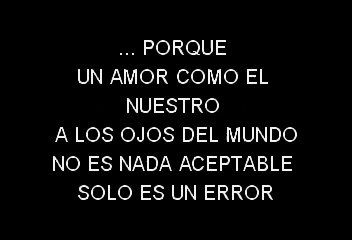 ... PORQUE
UN AMOR COMO EL
NUESTRO
A LOS OJOS DEL MUNDO
NO ES NADA ACEPTABLE
SOLO ES UN ERROR